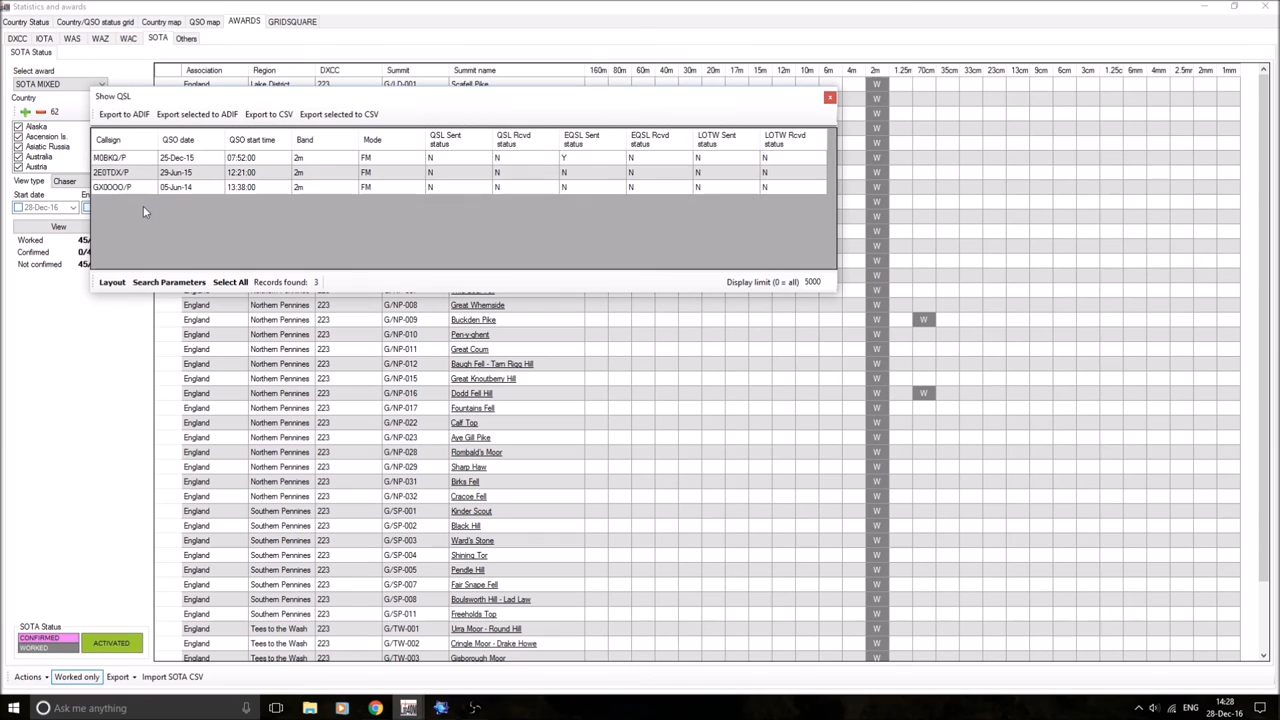 Statistics and awards
Country Status Country/QSO status grid Country map QSO map AWARDS GRIDSQUARE
DXCC IOTA WAS WAZ WAC SOTA Others
SOTA Status
Select award
SOTA MIXED
Country
62
Alaska
Ascension Is.
Asiatic Russia
Australia
Austria
View type Chaser
Start date
28-Dec-16
View
Worked 45/
Confirmed 0/4
Not confirmed 45/
Association Region DXCC Summit Summit name 160m 80m 60m 40m 30m 20m 17m 15m 12m 10m 6m 4m 2m 1.25m 70cm 35cm 23cm 13cm 9cm 6cm 3cm 1.25c 6mm 4mm 2.5mr 2mm 1mm
England Lake District 223 G/LD-001 Scafell Pike W
Show QSL
Export to ADIF Export selected to ADIF Export to CSV Export selected to CSV
Callsign QSO date QSO start time Band Mode QSL Sent status QSL Rcvd status EQSL Sent status EQSL Rcvd status LOTW Sent status LOTW Rcvd status
M0BKQ/P 25-Dec-15 07:52:00 2m FM N N Y N N N
2E0TDX/P 29-Jun-15 12:21:00 2m FM N N N N N N
GX0OOO/P 05-Jun-14 13:38:00 2m FM N N N N N N
Layout Search Parameters Select All Records found: 3 Display limit (0 = all) 5000
England Northern Pennines 223 G/NP-008 Great Whernside W
England Northern Pennines 223 G/NP-009 Buckden Pike W W
England Northern Pennines 223 G/NP-010 Pen-y-ghent W
England Northern Pennines 223 G/NP-011 Great Coum W
England Northern Pennines 223 G/NP-012 Baugh Fell - Tarn Rigg Hill W
England Northern Pennines 223 G/NP-015 Great Knoutberry Hill W
England Northern Pennines 223 G/NP-016 Dodd Fell Hill W W
England Northern Pennines 223 G/NP-017 Fountains Fell W
England Northern Pennines 223 G/NP-022 Calf Top W
England Northern Pennines 223 G/NP-023 Aye Gill Pike W
England Northern Pennines 223 G/NP-028 Rombald's Moor W
England Northern Pennines 223 G/NP-029 Sharp Haw W
England Northern Pennines 223 G/NP-031 Birks Fell W
England Northern Pennines 223 G/NP-032 Cracoe Fell W
England Southern Pennines 223 G/SP-001 Kinder Scout W
England Southern Pennines 223 G/SP-002 Black Hill W
England Southern Pennines 223 G/SP-003 Ward's Stone W
England Southern Pennines 223 G/SP-004 Shining Tor W
England Southern Pennines 223 G/SP-005 Pendle Hill W
England Southern Pennines 223 G/SP-007 Fair Snape Fell W
England Southern Pennines 223 G/SP-008 Boulsworth Hill - Lad Law W
England Southern Pennines 223 G/SP-011 Freeholds Top W
England Tees to the Wash 223 G/TW-001 Urra Moor - Round Hill W
England Tees to the Wash 223 G/TW-002 Cringle Moor - Drake Howe W
England Tees to the Wash 223 G/TW-003 Gisborough Moor W
SOTA Status
CONFIRMED
WORKED
ACTIVATED
Actions Worked only Export Import SOTA CSV
Ask me anything
ENG
14:28
28-Dec-16